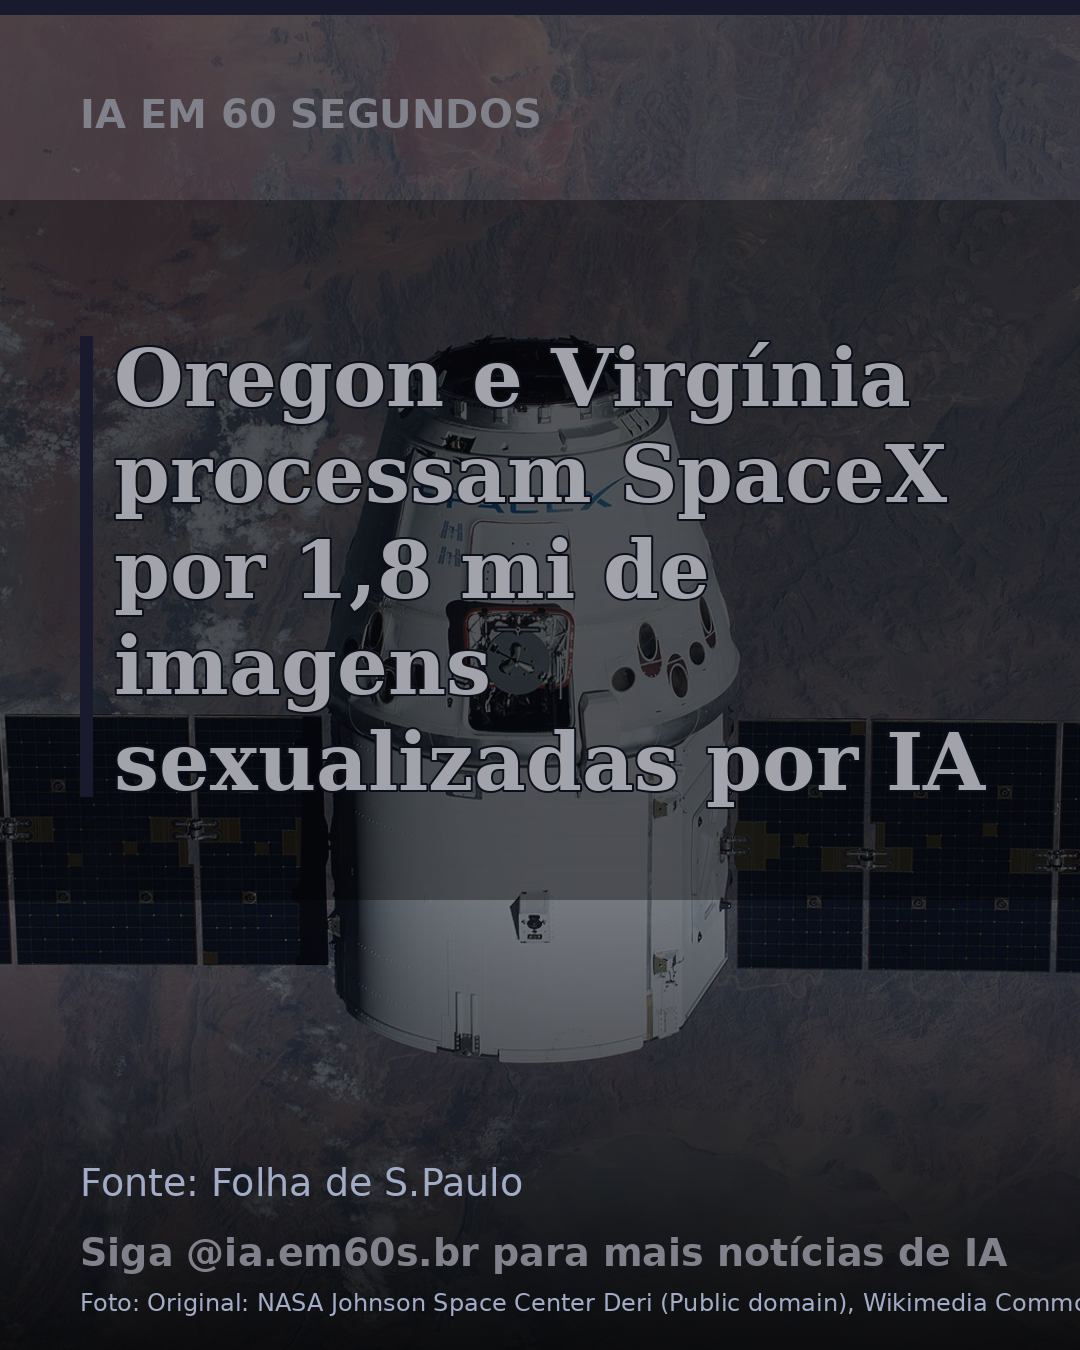 IA EM 60 SEGUNDOS
Oregon e Virgínia
processam SpaceX
por 1,8 mi de
imagens
sexualizadas por IA
SPACEX
Fonte: Folha de S.Paulo
Siga @ia.em60s.br para mais notícias de IA
Foto: Original: NASA Johnson Space Center Deri (Public domain), Wikimedia Commo